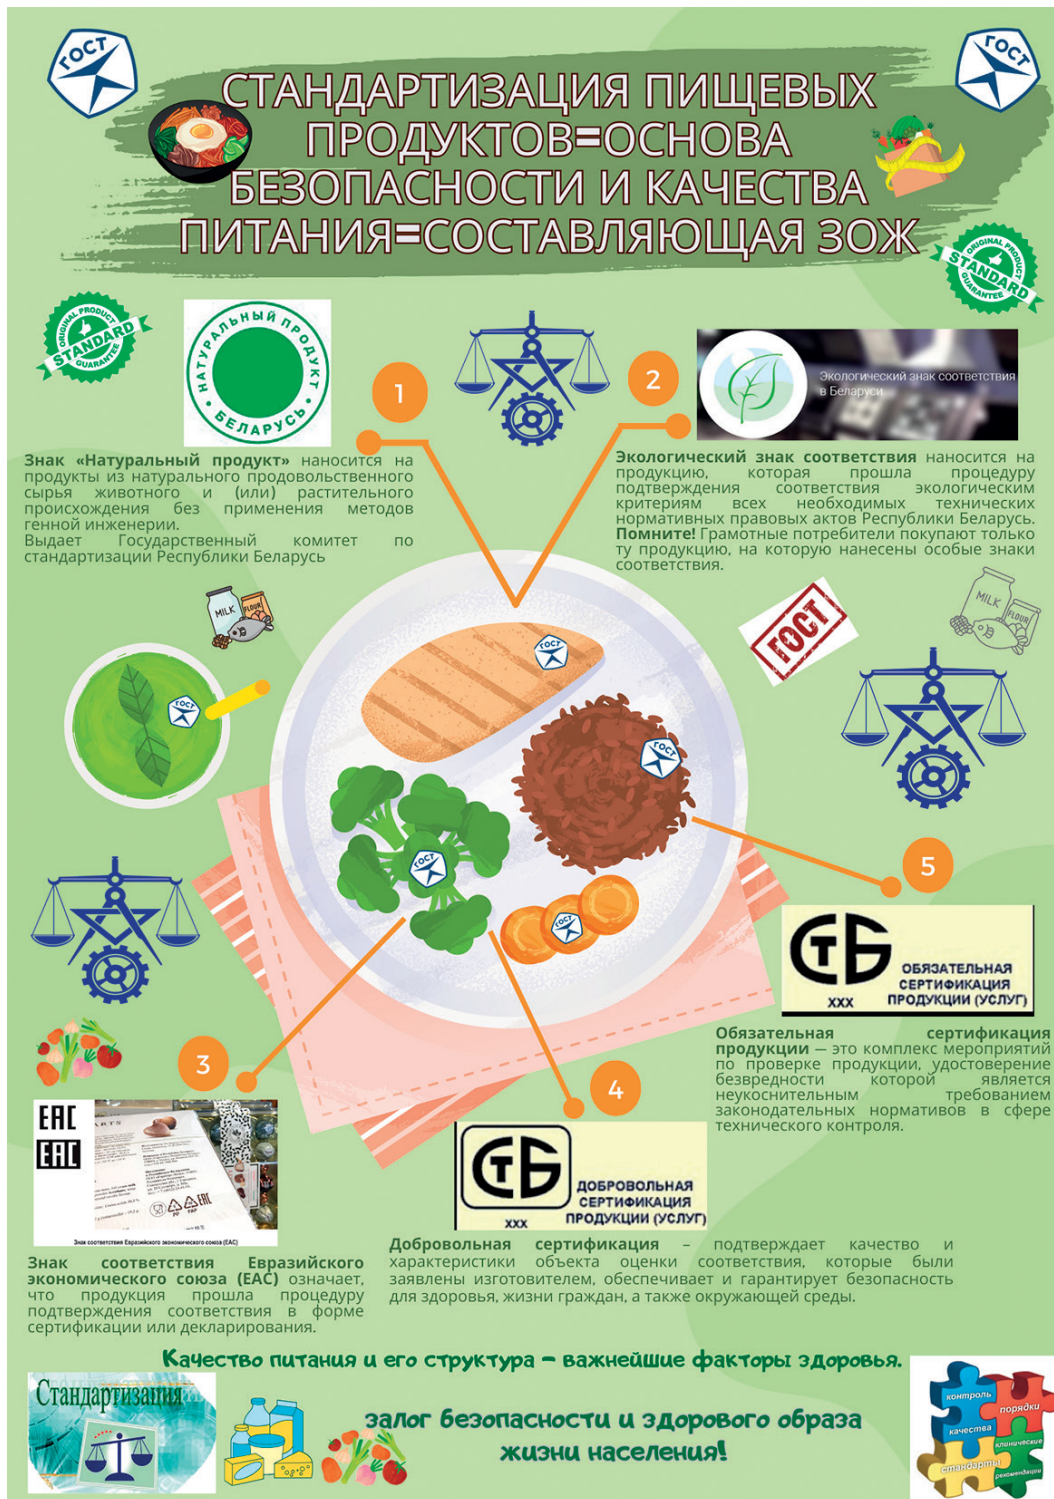 ГОСТ
ГОСТ
СТАНДАРТИЗАЦИЯ ПИЩЕВЫХ
ПРОДУКТОВ=ОСНОВА
БЕЗОПАСНОСТИ И КАЧЕСТВА
ПИТАНИЯ=СОСТАВЛЯЮЩАЯ ЗОЖ
ORIGINAL PRODUCT
STANDARD
GUARANTEE
ORIGINAL PRODUCT
STANDARD
GUARANTEE
НАТУРАЛЬНЫЙ ПРОДУКТ
• БЕЛАРУСЬ •
1
2
Экологический знак соответствия
в Беларуси
Знак «Натуральный продукт» наносится на
продукты из натурального продовольственного
сырья животного и (или) растительного
происхождения без применения методов
генной инженерии.
Выдает Государственный комитет по
стандартизации Республики Беларусь
Экологический знак соответствия наносится на
продукцию, которая прошла процедуру
подтверждения соответствия экологическим
критериям всех необходимых технических
нормативных правовых актов Республики Беларусь.
Помните! Грамотные потребители покупают только
ту продукцию, на которую нанесены особые знаки
соответствия.
MILK
FLOUR
ГОСТ
MILK
FLOUR
ГОСТ
ГОСТ
ГОСТ
ГОСТ
ГОСТ
5
СТБ
XXX
ОБЯЗАТЕЛЬНАЯ
СЕРТИФИКАЦИЯ
ПРОДУКЦИИ (УСЛУГ)
Обязательная сертификация
продукции — это комплекс мероприятий
по проверке продукции, удостоверение
безвредности которой является
неукоснительным требованием
законодательных нормативов в сфере
технического контроля.
3
4
EAC
EAC
Знак соответствия Евразийского экономического союза (EAC)
СТБ
XXX
ДОБРОВОЛЬНАЯ
СЕРТИФИКАЦИЯ
ПРОДУКЦИИ (УСЛУГ)
Знак соответствия Евразийского
экономического союза (ЕАС) означает,
что продукция прошла процедуру
подтверждения соответствия в форме
сертификации или декларирования.
Добровольная сертификация – подтверждает качество и
характеристики объекта оценки соответствия, которые были
заявлены изготовителем, обеспечивает и гарантирует безопасность
для здоровья, жизни граждан, а также окружающей среды.
Качество питания и его структура – важнейшие факторы здоровья.
Стандартизация
залог безопасности и здорового образа
жизни населения!
контроль
качества
порядки
клинические
рекомендации
стандарты